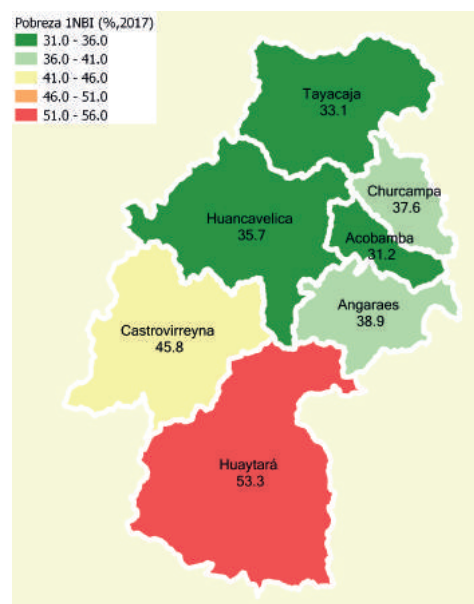 Pobreza 1NBI (%,2017)
31.0 - 36.0
36.0 - 41.0
41.0 - 46.0
46.0 - 51.0
51.0 - 56.0
Tayacaja
33.1
Churcampa
37.6
Huancavelica
35.7
Acobamba
31.2
Angaraes
38.9
Castrovirreyna
45.8
Huaytará
53.3